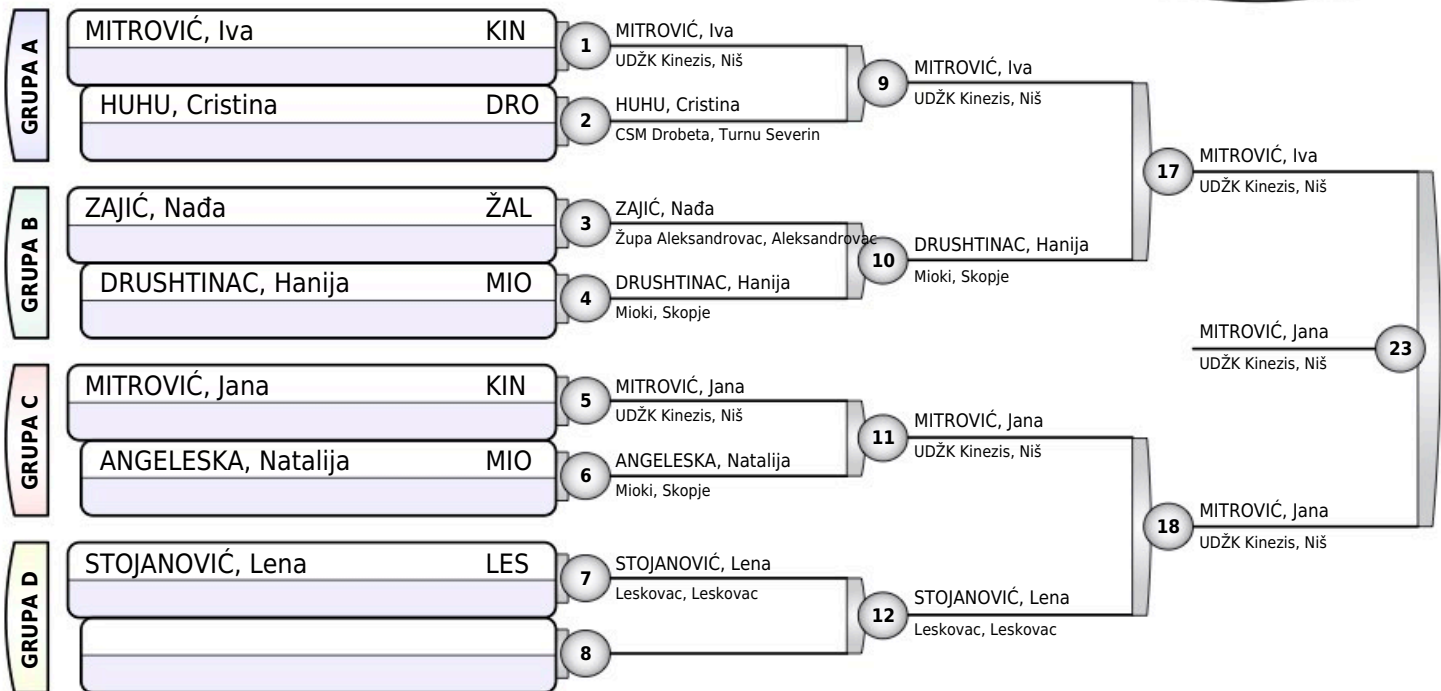 GRUPA A
MITROVIĆ, Iva KIN
HUHU, Cristina DRO
1
MITROVIĆ, Iva
UDŽK Kinezis, Niš
2
HUHU, Cristina
CSM Drobeta, Turnu Severin
9
MITROVIĆ, Iva
UDŽK Kinezis, Niš
GRUPA B
ZAJIĆ, Nađa ŽAL
DRUSHTINAC, Hanija MIO
3
ZAJIĆ, Nađa
Župa Aleksandrovac, Aleksandrovac
4
DRUSHTINAC, Hanija
Mioki, Skopje
10
DRUSHTINAC, Hanija
Mioki, Skopje
17
MITROVIĆ, Iva
UDŽK Kinezis, Niš
GRUPA C
MITROVIĆ, Jana KIN
ANGELESKA, Natalija MIO
5
MITROVIĆ, Jana
UDŽK Kinezis, Niš
6
ANGELESKA, Natalija
Mioki, Skopje
11
MITROVIĆ, Jana
UDŽK Kinezis, Niš
GRUPA D
STOJANOVIĆ, Lena LES
7
STOJANOVIĆ, Lena
Leskovac, Leskovac
8
12
STOJANOVIĆ, Lena
Leskovac, Leskovac
18
MITROVIĆ, Jana
UDŽK Kinezis, Niš
MITROVIĆ, Jana
UDŽK Kinezis, Niš
23